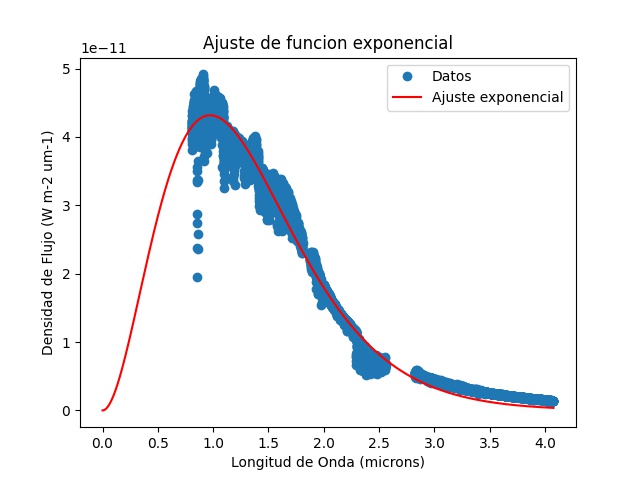 Ajuste de funcion exponencial
1e−11
Datos
Ajuste exponencial
5
4
3
2
1
0
Densidad de Flujo (W m-2 um-1)
0.0 0.5 1.0 1.5 2.0 2.5 3.0 3.5 4.0
Longitud de Onda (microns)